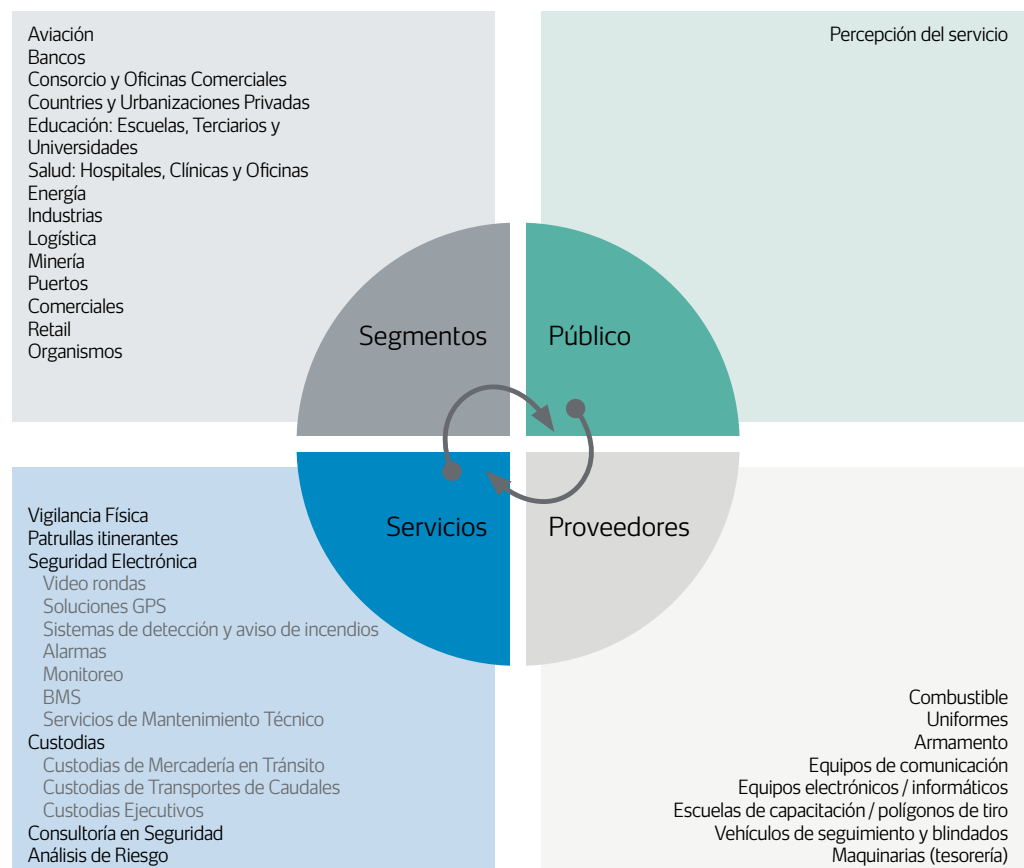 Aviación
Bancos
Consorcio y Oficinas Comerciales
Countries y Urbanizaciones Privadas
Educación: Escuelas, Terciarios y
Universidades
Salud: Hospitales, Clínicas y Oficinas
Energía
Industrias
Logística
Minería
Puertos
Comerciales
Retail
Organismos
Percepción del servicio
Segmentos
Público
Servicios
Proveedores
Vigilancia Física
Patrullas itinerantes
Seguridad Electrónica
Video rondas
Soluciones GPS
Sistemas de detección y aviso de incendios
Alarmas
Monitoreo
BMS
Servicios de Mantenimiento Técnico
Custodias
Custodias de Mercadería en Tránsito
Custodias de Transportes de Caudales
Custodias Ejecutivos
Consultoría en Seguridad
Análisis de Riesgo
Combustible
Uniformes
Armamento
Equipos de comunicación
Equipos electrónicos / informáticos
Escuelas de capacitación / polígonos de tiro
Vehículos de seguimiento y blindados
Maquinarias (tesorería)